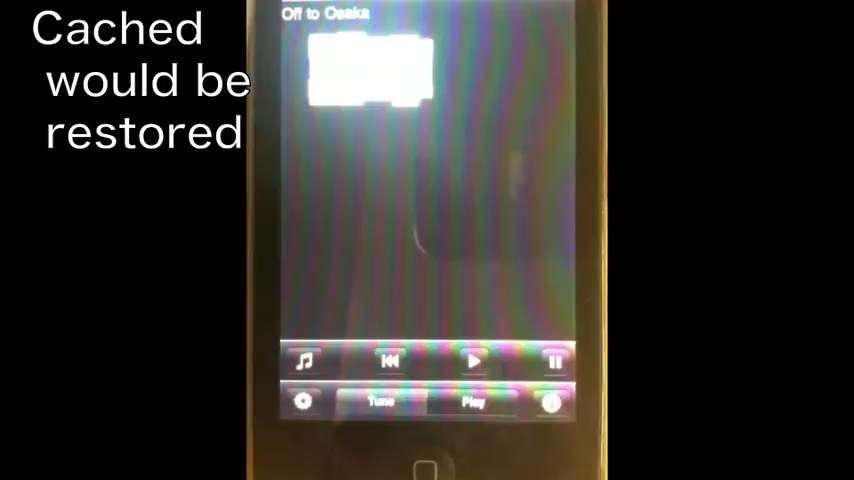 Cached
would be
restored
Off to Osaka
Tune
Play